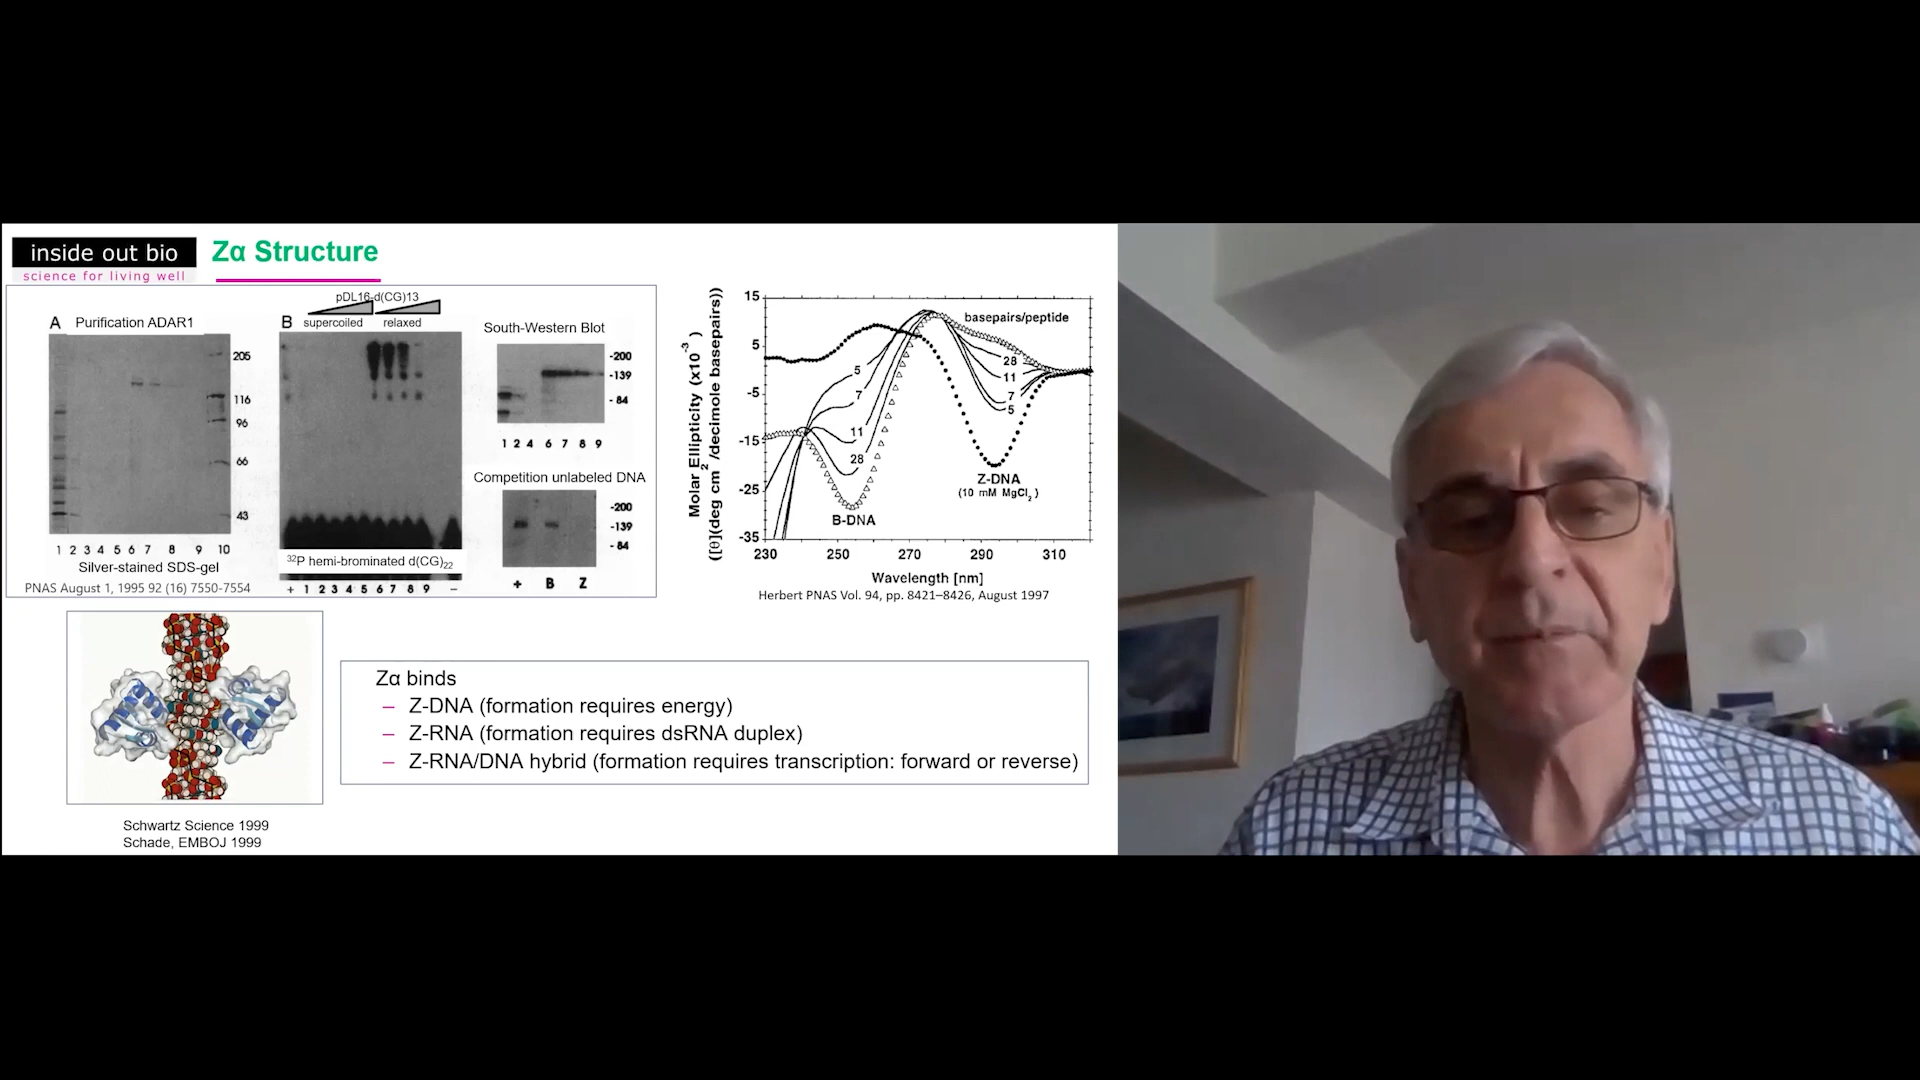 inside out bio
science for living well
Zα Structure
A Purification ADAR1
205
116
96
66
43
1 2 3 4 5 6 7 8 9 10
Silver-stained SDS-gel
PNAS August 1, 1995 92 (16) 7550-7554
pDL16-d(CG)13
B supercoiled relaxed
32P hemi-brominated d(CG)22
+ 1 2 3 4 5 6 7 8 9 –
South-Western Blot
-200
-139
- 84
1 2 4 6 7 8 9
Competition unlabeled DNA
-200
-139
- 84
+ B Z
Molar Ellipticity (x10-3)
([θ](deg cm2/decimole basepairs))
15
5
-5
-15
-25
-35
basepairs/peptide
28
11
7
5
5
7
11
28
Z-DNA
(10 mM MgCl2)
B-DNA
230 250 270 290 310
Wavelength [nm]
Herbert PNAS Vol. 94, pp. 8421–8426, August 1997
Zα binds
– Z-DNA (formation requires energy)
– Z-RNA (formation requires dsRNA duplex)
– Z-RNA/DNA hybrid (formation requires transcription: forward or reverse)
Schwartz Science 1999
Schade, EMBOJ 1999